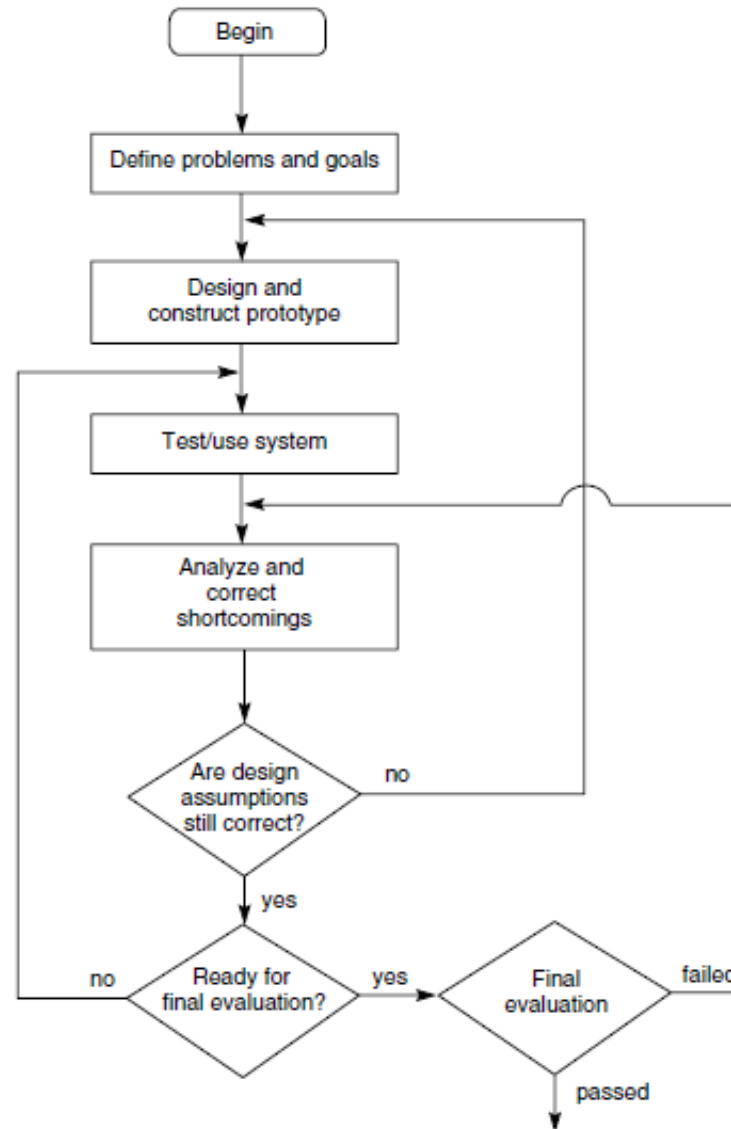 Begin
Define problems and goals
Design and
construct prototype
Test/use system
Analyze and
correct
shortcomings
Are design
assumptions
still correct?
no
yes
no
Ready for
final evaluation?
yes
Final
evaluation
failed
passed